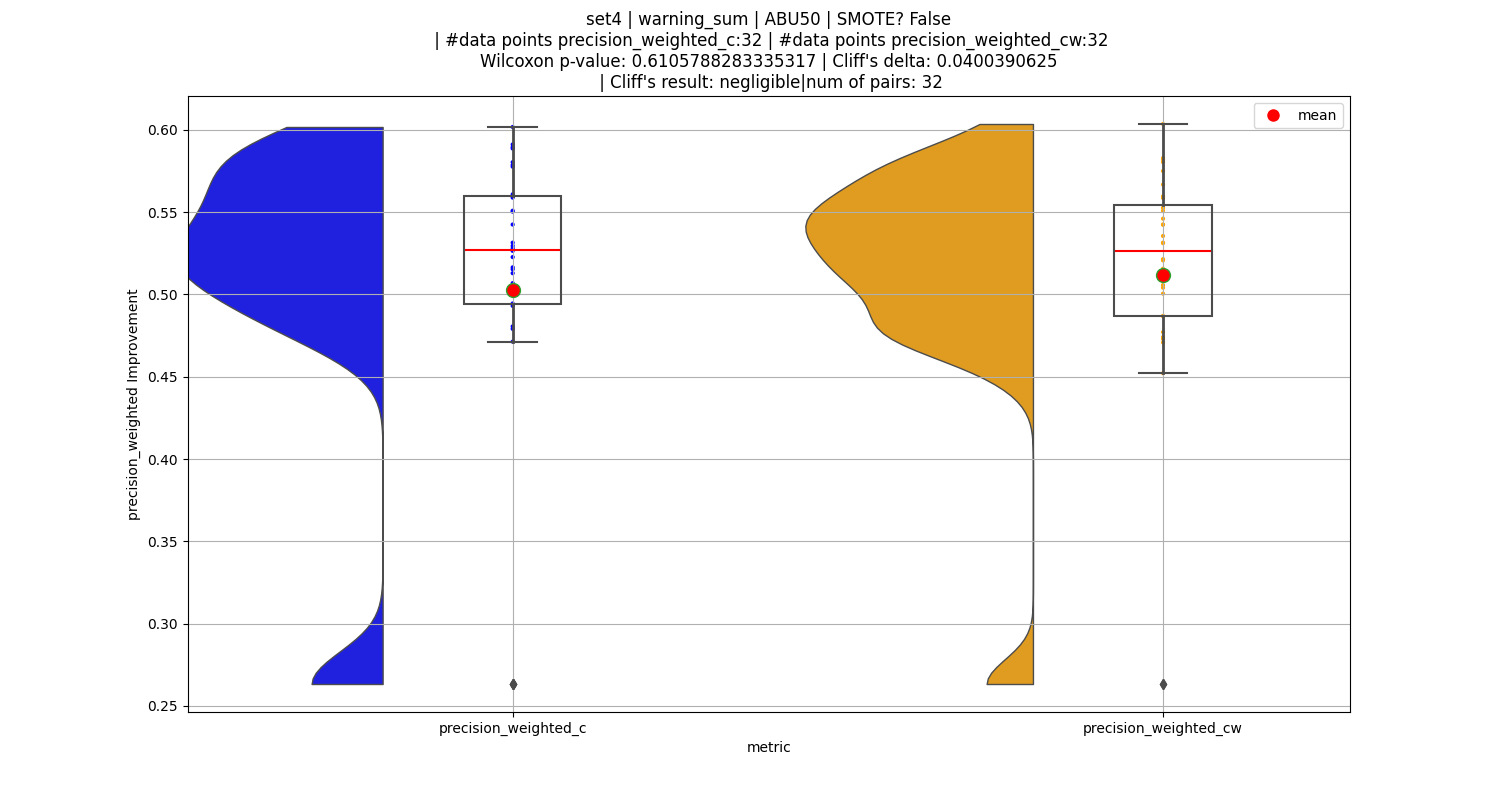 set4 | warning_sum | ABU50 | SMOTE? False
| #data points precision_weighted_c:32 | #data points precision_weighted_cw:32
Wilcoxon p-value: 0.6105788283335317 | Cliff's delta: 0.0400390625
| Cliff's result: negligible|num of pairs: 32
mean
0.60
0.55
0.50
0.45
0.40
0.35
0.30
0.25
precision_weighted Improvement
precision_weighted_c
precision_weighted_cw
metric